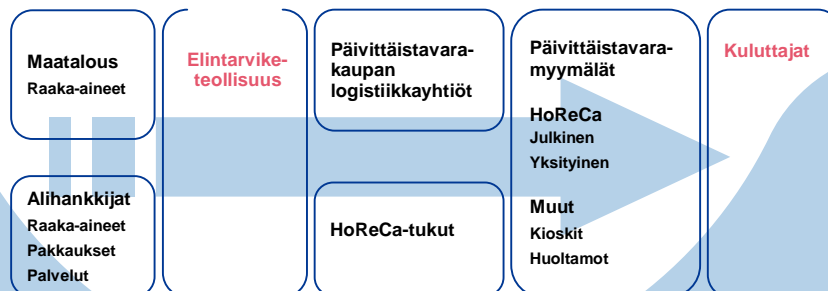 Maatalous
Raaka-aineet
Alihankkijat
Raaka-aineet
Pakkaukset
Palvelut
Elintarvike-
teollisuus
Päivittäistavara-
kaupan
logistiikkayhtiöt
HoReCa-tukut
Päivittäistavara-
myymälät
HoReCa
Julkinen
Yksityinen
Muut
Kioskit
Huoltamot
Kuluttajat